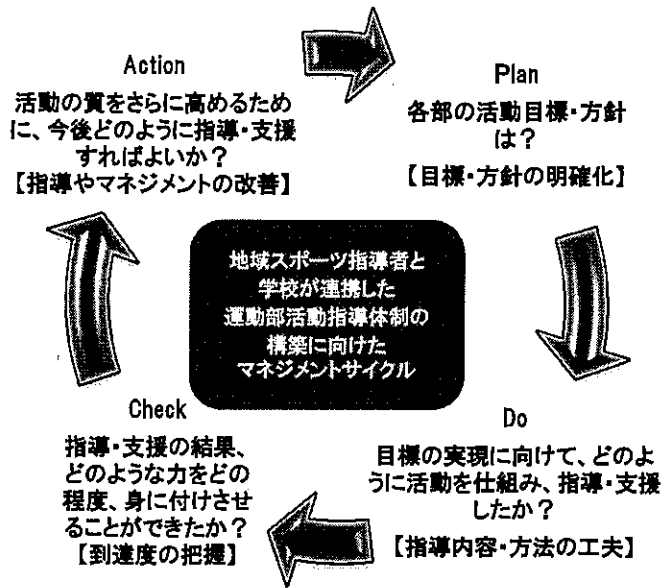 Action
活動の質をさらに高めるため
に、今後どのように指導・支援
すればよいか？
【指導やマネジメントの改善】
Plan
各部の活動目標・方針
は？
【目標・方針の明確化】
地域スポーツ指導者と
学校が連携した
運動部活動指導体制の
構築に向けた
マネジメントサイクル
Check
指導・支援の結果、
どのような力をどの
程度、身に付けさせ
ることができたか？
【到達度の把握】
Do
目標の実現に向けて、どのよ
うに活動を仕組み、指導・支援
したか？
【指導内容・方法の工夫】